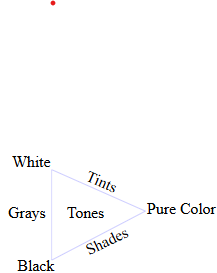 White
Tints
Grays
Tones
Pure Color
Shades
Black